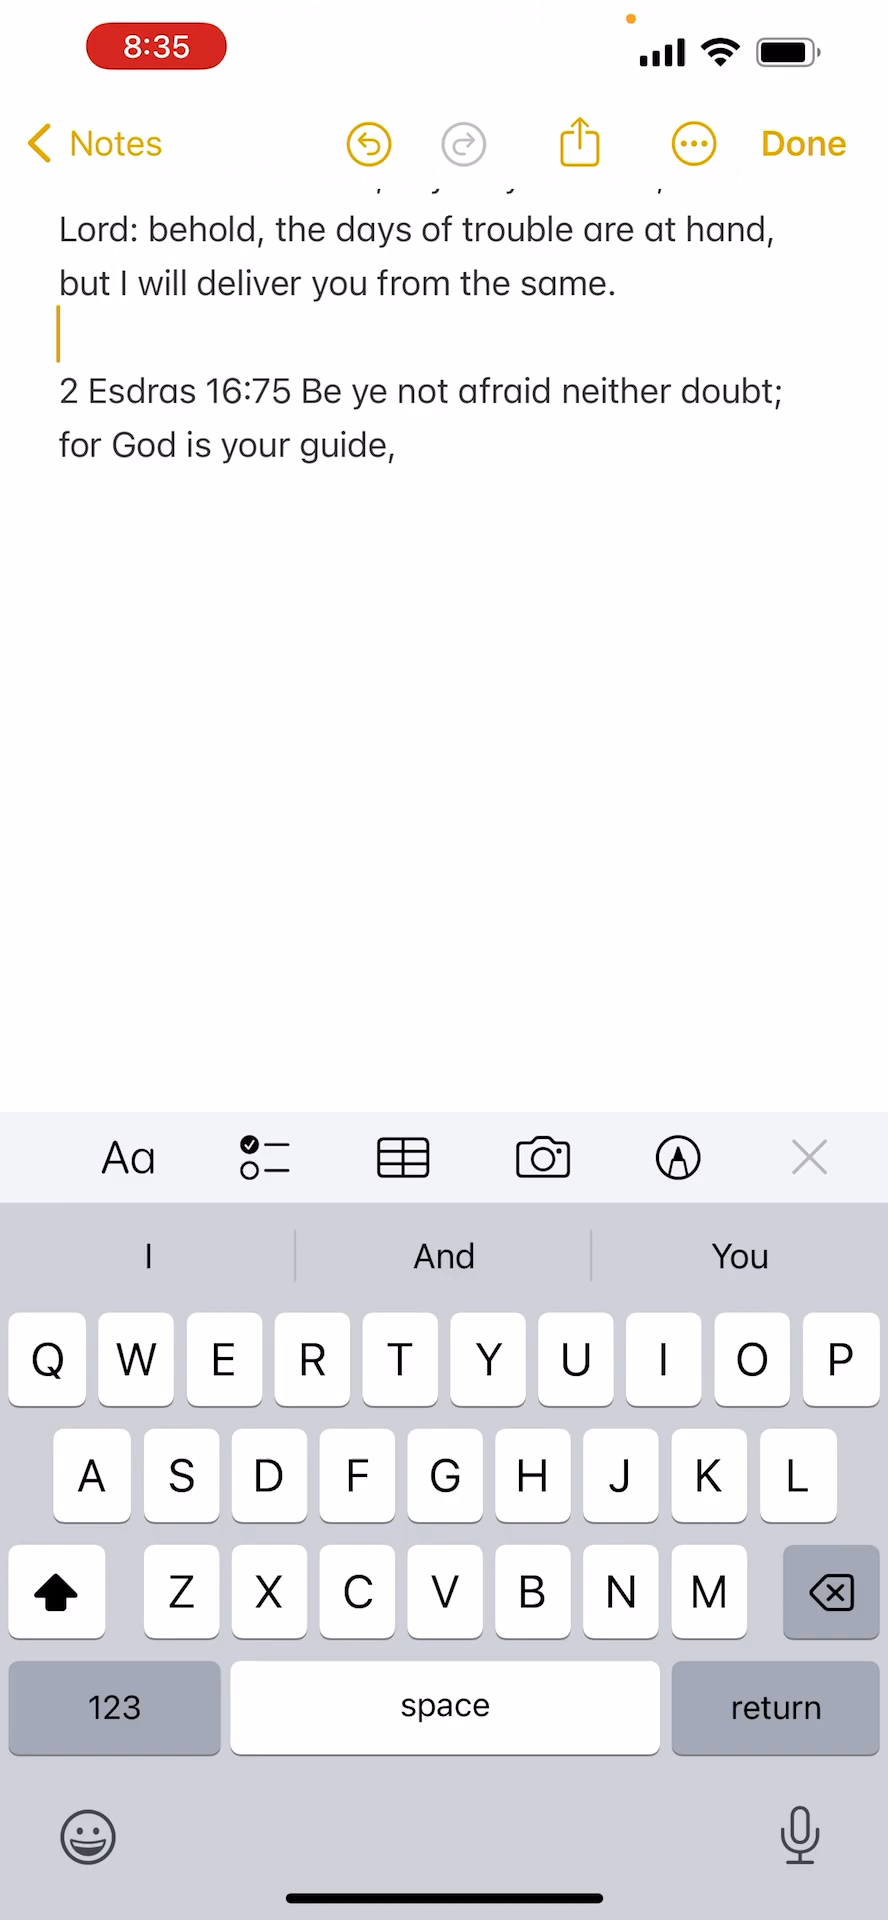 8:35
Notes
Done
Lord: behold, the days of trouble are at hand,
but I will deliver you from the same.
2 Esdras 16:75 Be ye not afraid neither doubt;
for God is your guide,
Aa
I And You
Q W E R T Y U I O P
A S D F G H J K L
Z X C V B N M
123 space return